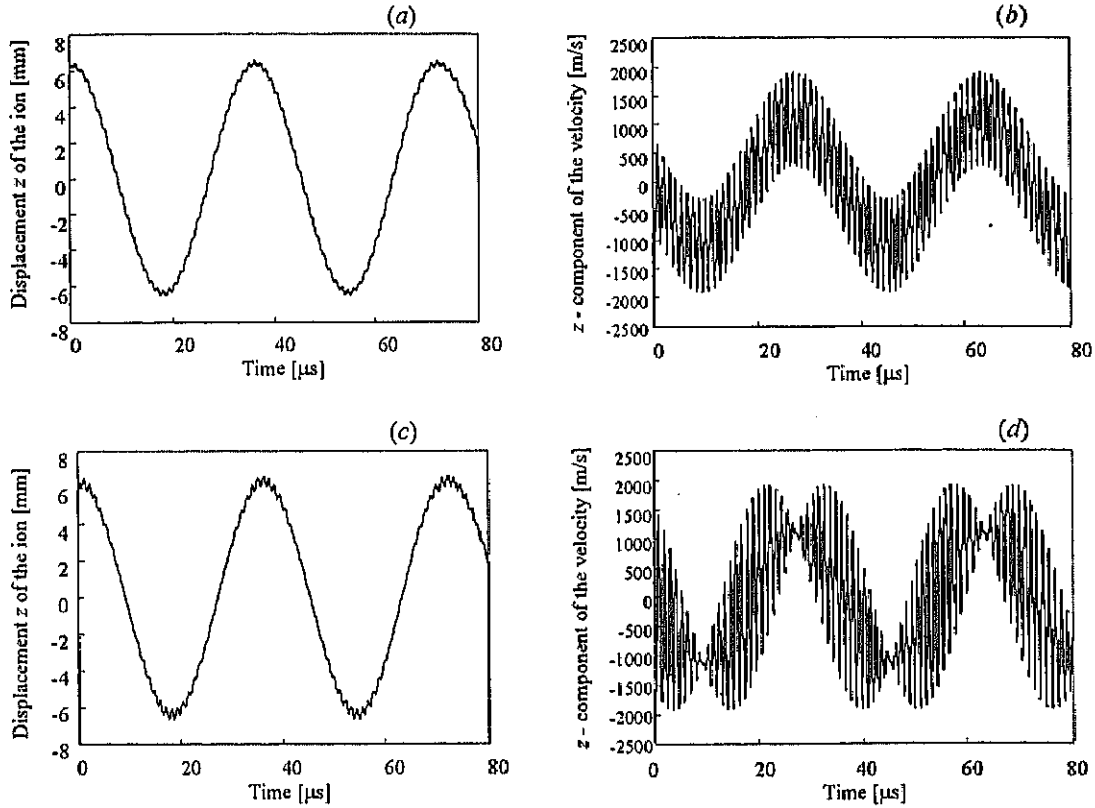 (a)
Displacement z of the ion [mm]
8
6
4
2
0
-2
-4
-6
-8
0 20 40 60 80
Time [μs]
(b)
z - component of the velocity [m/s]
2500
2000
1500
1000
500
0
-500
-1000
-1500
-2000
-2500
0 20 40 60 80
Time [μs]
(c)
Displacement z of the ion [mm]
8
6
4
2
0
-2
-4
-6
-8
0 20 40 60 80
Time [μs]
(d)
z - component of the velocity [m/s]
2500
2000
1500
1000
500
0
-500
-1000
-1500
-2000
-2500
0 20 40 60 80
Time [μs]